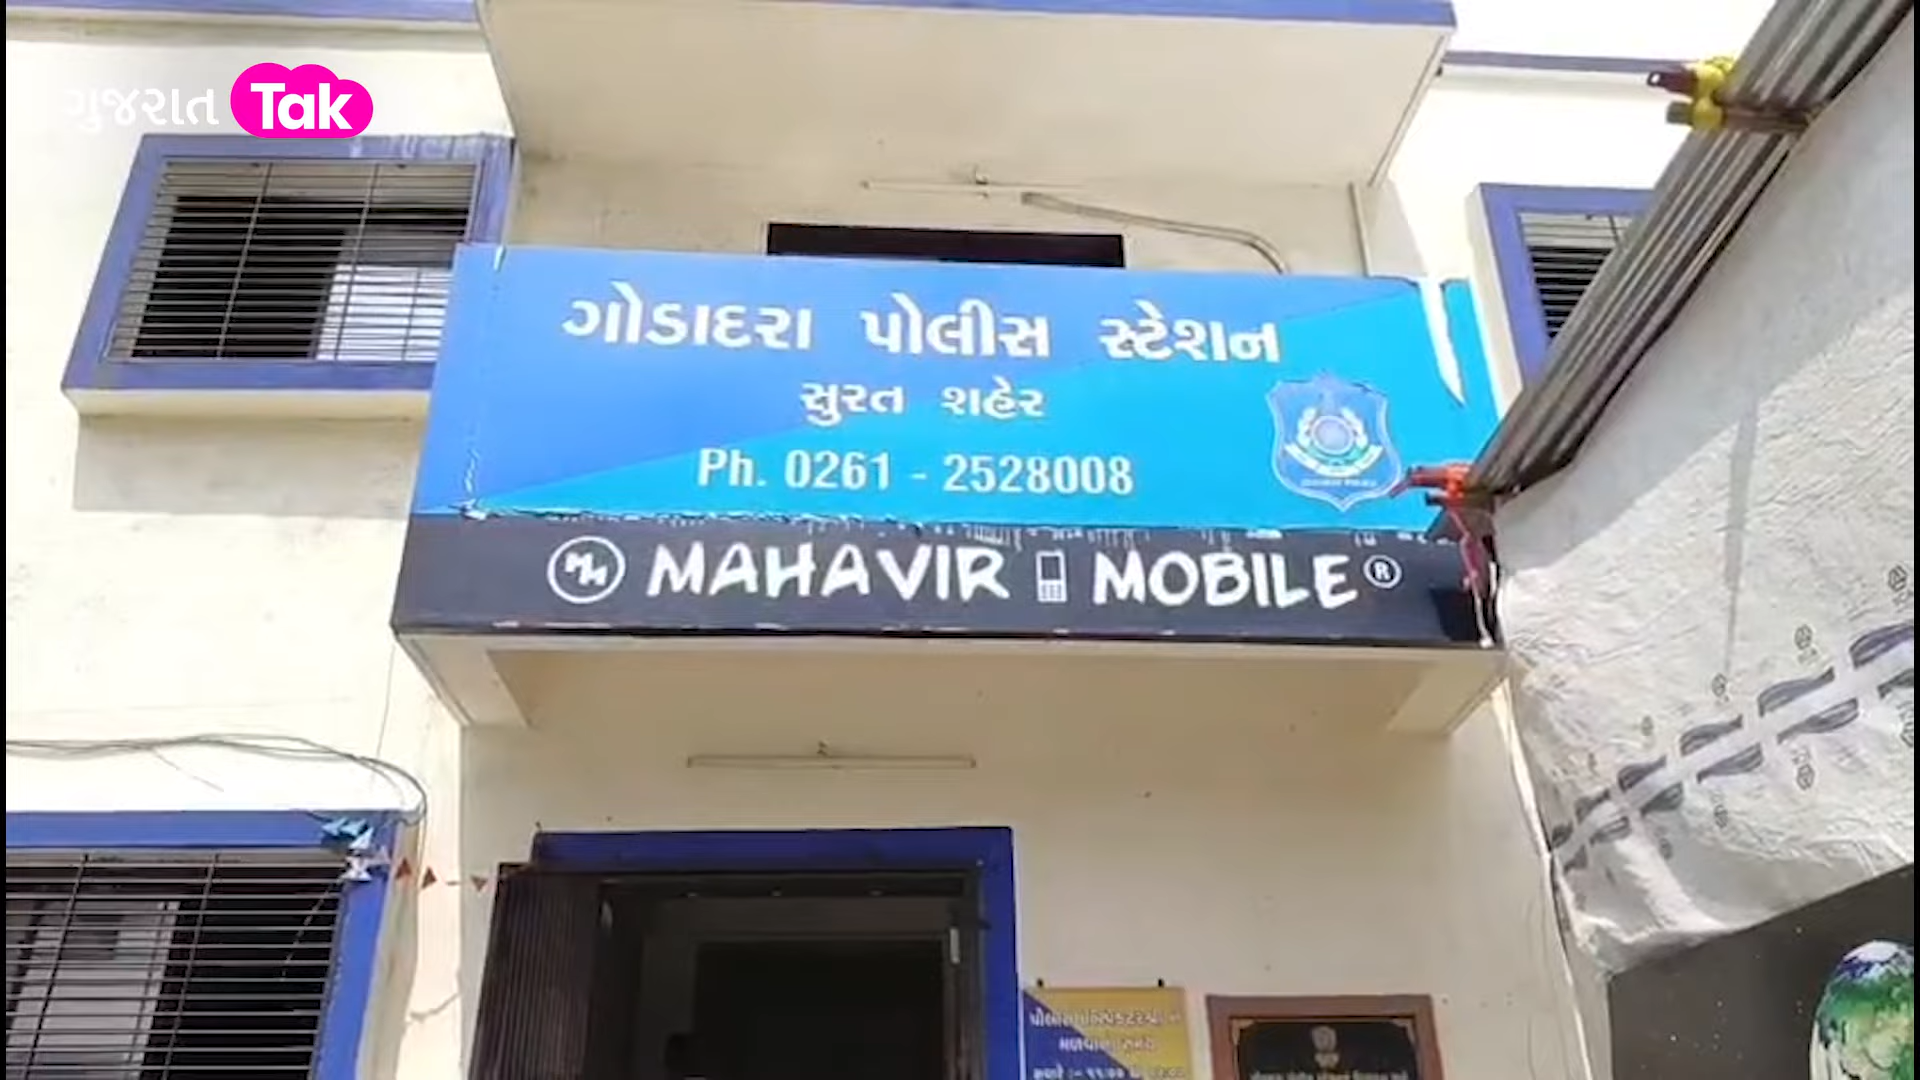 ગુજરાત Tak
ગોડાદરા પોલીસ સ્ટેશન
સુરત શહેર
Ph. 0261 - 2528008
MAHAVIR MOBILE ®